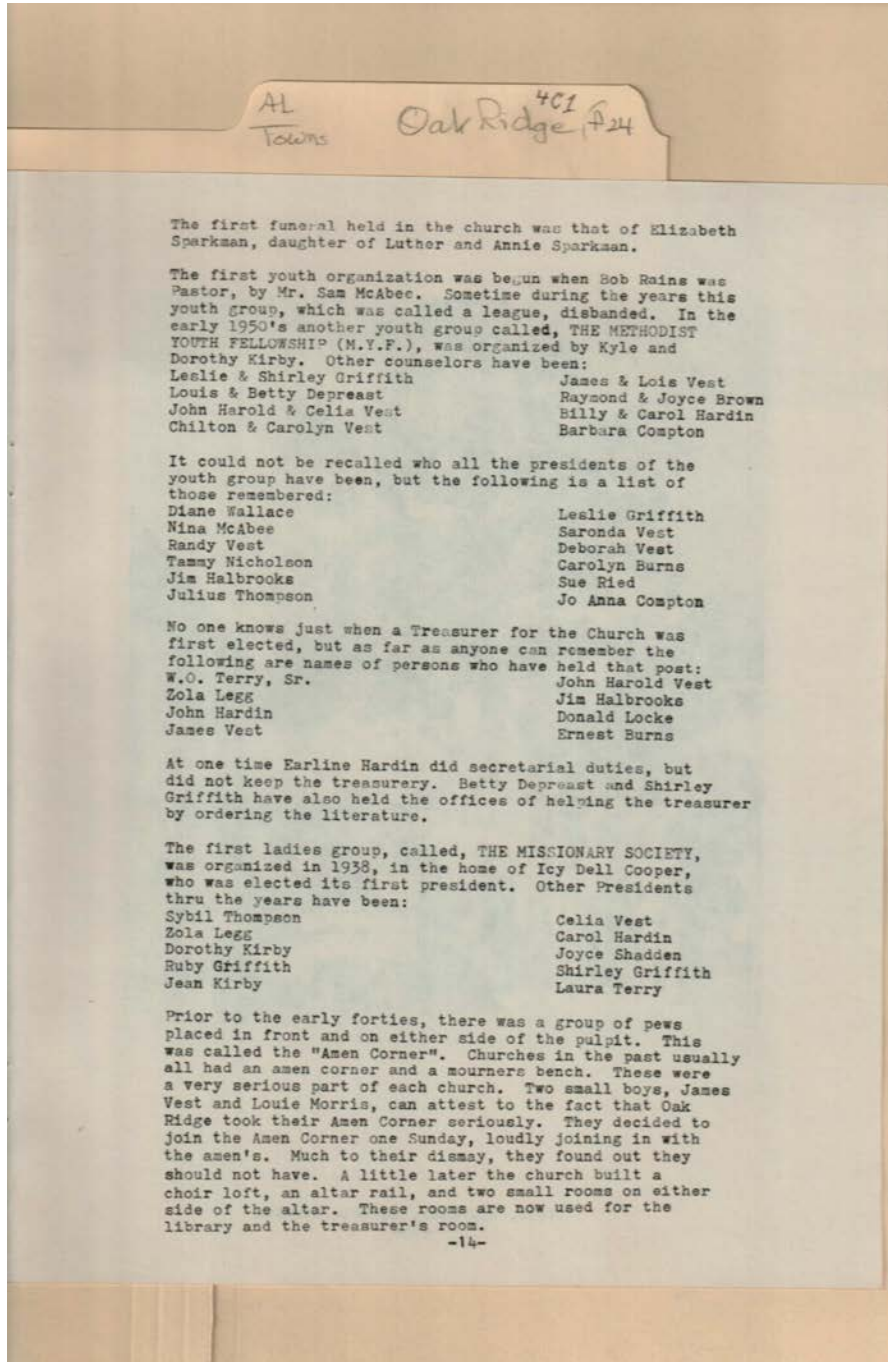 AL
Towns
Oak Ridge, 4C1
#24
The first funeral held in the church was that of Elizabeth
Sparkman, daughter of Luther and Annie Sparkman.
The first youth organization was begun when Bob Rains was
Pastor, by Mr. Sam McAbee. Sometime during the years this
youth group, which was called a league, disbanded. In the
early 1950's another youth group called, THE METHODIST
YOUTH FELLOWSHIP (M.Y.F.), was organized by Kyle and
Dorothy Kirby. Other counselors have been:
Leslie & Shirley Griffith James & Lois Vest
Louis & Betty Depreast Raymond & Joyce Brown
John Harold & Celia Vest Billy & Carol Hardin
Chilton & Carolyn Vest Barbara Compton
It could not be recalled who all the presidents of the
youth group have been, but the following is a list of
those remembered:
Diane Wallace Leslie Griffith
Nina McAbee Saronda Vest
Randy Vest Deborah Vest
Tammy Nicholson Carolyn Burns
Jim Halbrooks Sue Ried
Julius Thompson Jo Anna Compton
No one knows just when a Treasurer for the Church was
first elected, but as far as anyone can remember the
following are names of persons who have held that post:
W.O. Terry, Sr. John Harold Vest
Zola Legg Jim Halbrooks
John Hardin Donald Locke
James Vest Ernest Burns
At one time Earline Hardin did secretarial duties, but
did not keep the treasurery. Betty Depreast and Shirley
Griffith have also held the offices of helping the treasurer
by ordering the literature.
The first ladies group, called, THE MISSIONARY SOCIETY,
was organized in 1938, in the home of Icy Dell Cooper,
who was elected its first president. Other Presidents
thru the years have been:
Sybil Thompson Celia Vest
Zola Legg Carol Hardin
Dorothy Kirby Joyce Shadden
Ruby Griffith Shirley Griffith
Jean Kirby Laura Terry
Prior to the early forties, there was a group of pews
placed in front and on either side of the pulpit. This
was called the "Amen Corner". Churches in the past usually
all had an amen corner and a mourners bench. These were
a very serious part of each church. Two small boys, James
Vest and Louie Morris, can attest to the fact that Oak
Ridge took their Amen Corner seriously. They decided to
join the Amen Corner one Sunday, loudly joining in with
the amen's. Much to their dismay, they found out they
should not have. A little later the church built a
choir loft, an altar rail, and two small rooms on either
side of the altar. These rooms are now used for the
library and the treasurer's room.
-14-